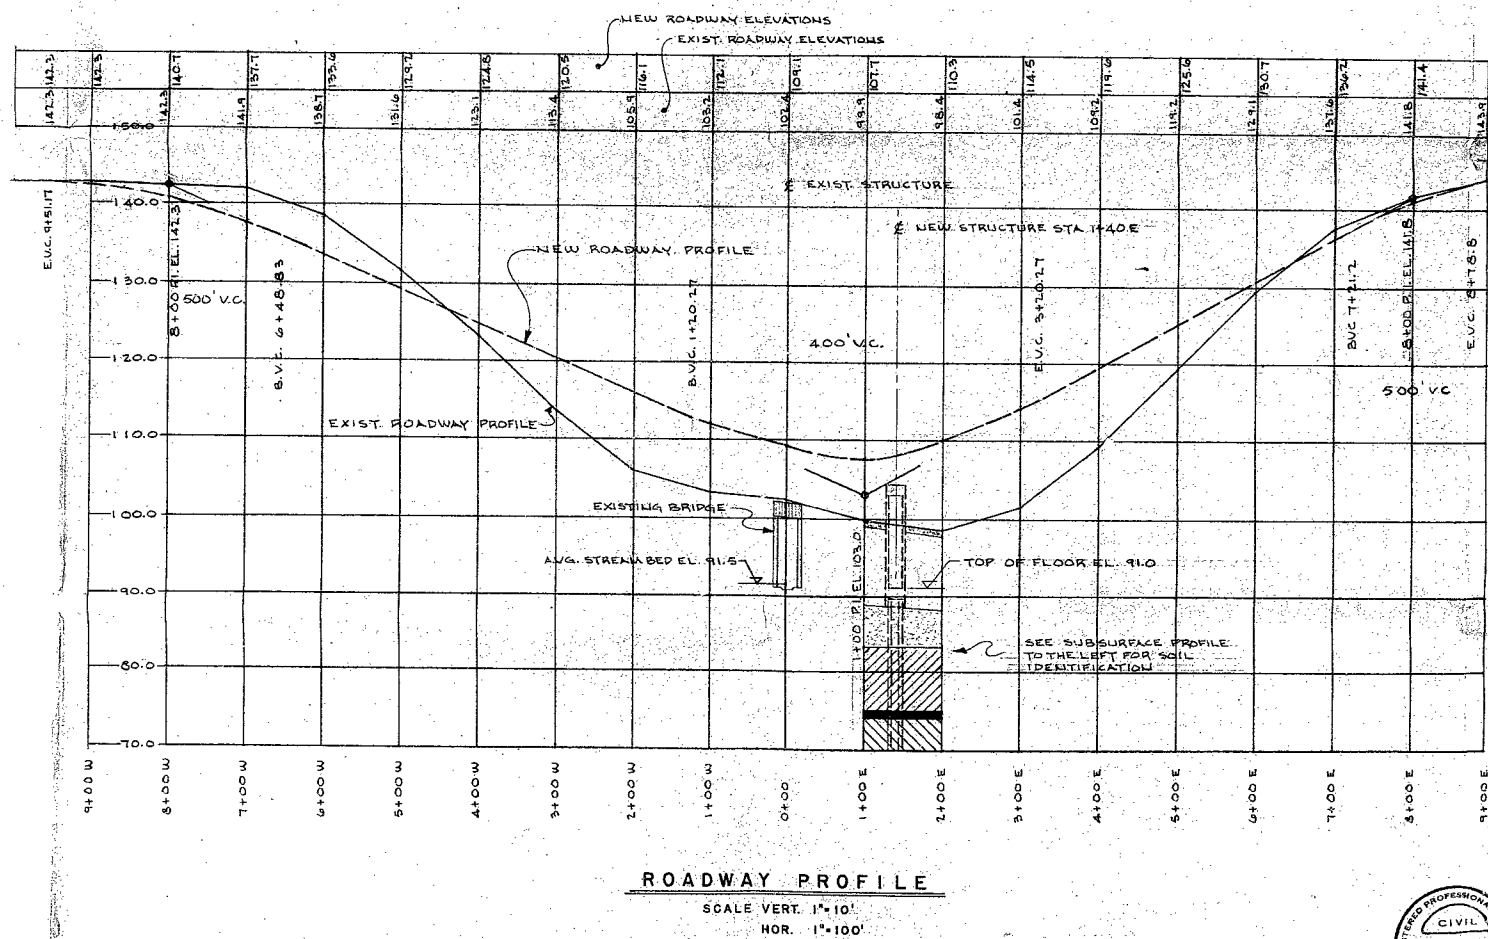 NEW ROADWAY ELEVATIONS
EXIST. ROADWAY ELEVATIONS
142.3 142.3 140.7 137.7 133.6 129.2 124.8 120.5 116.1 112.1 109.1 107.7 110.3 114.5 119.6 125.6 130.7 136.2 141.4
142.3 142.3 141.9 138.7 131.6 123.1 113.4 105.9 103.2 102.4 99.9 98.4 101.4 109.2 119.2 129.1 137.6 141.8 143.9
150.0
140.0
130.0
120.0
110.0
100.0
90.0
80.0
70.0
E.V.C. 9+51.17
8+00 P.I. EL. 142.3
500' V.C.
B.V.C. 6+48.83
NEW ROADWAY PROFILE
EXIST. ROADWAY PROFILE
B.V.C. 1+20.27
℄ EXIST. STRUCTURE
℄ NEW STRUCTURE STA. 1+40 E
400' V.C.
E.V.C. 3+20.27
BVC 7+21.2
8+00 P.I. EL. 141.8
E.V.C. 8+78.8
500' VC
EXISTING BRIDGE
AVG. STREAM BED EL. 91.5
1+00 P.I. EL 103.0
TOP OF FLOOR EL. 91.0
SEE SUBSURFACE PROFILE
TO THE LEFT FOR SOIL
IDENTIFICATION
9+00 W
8+00 W
7+00 W
6+00 W
5+00 W
4+00 W
3+00 W
2+00 W
1+00 W
0+00
1+00 E
2+00 E
3+00 E
4+00 E
5+00 E
6+00 E
7+00 E
8+00 E
9+00 E
ROADWAY PROFILE
SCALE VERT. 1"=10'
HOR. 1"=100'
CIVIL